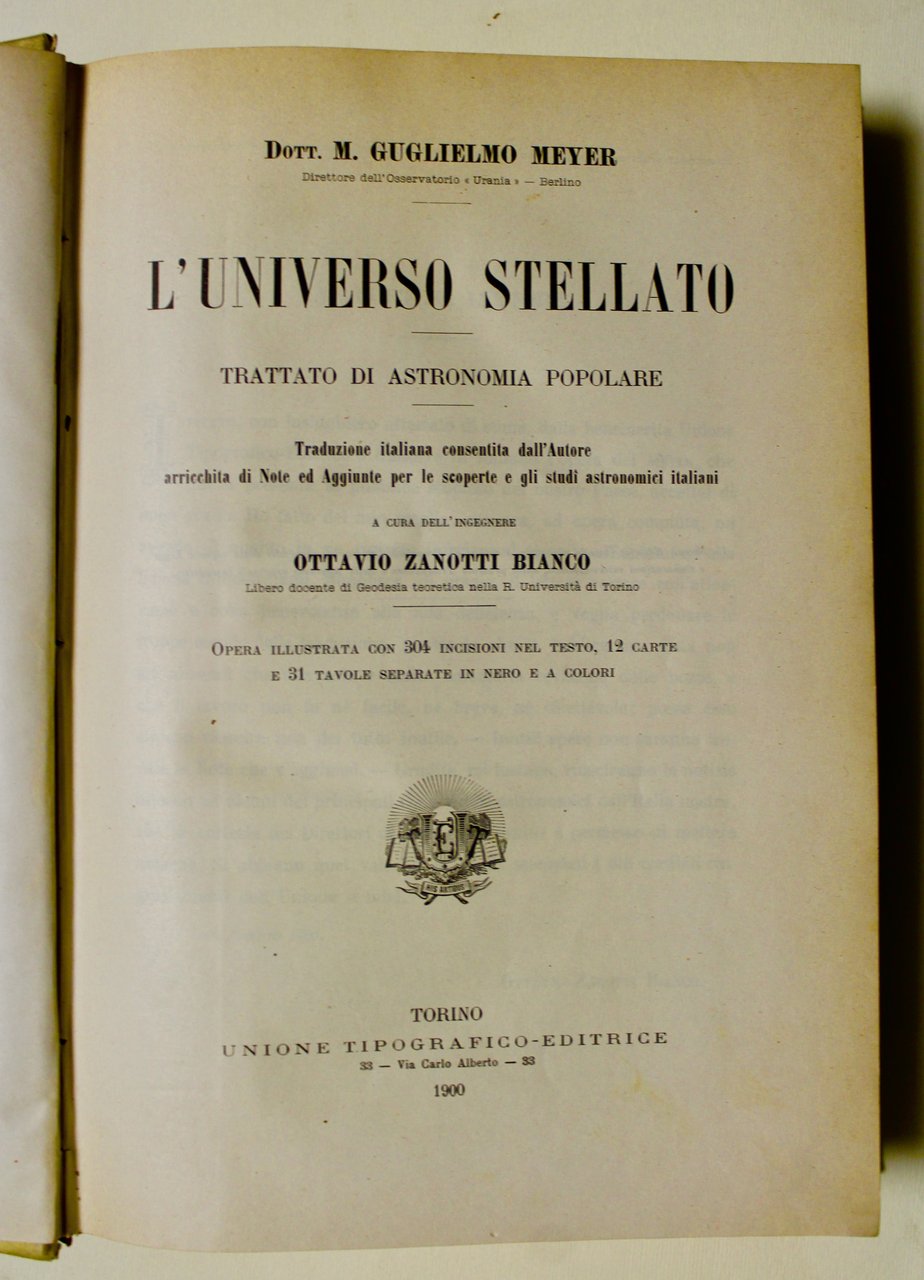 Dott. M. GUGLIELMO MEYER
Direttore dell'Osservatorio « Urania » — Berlino
L'UNIVERSO STELLATO
TRATTATO DI ASTRONOMIA POPOLARE
Traduzione italiana consentita dall'Autore
arricchita di Note ed Aggiunte per le scoperte e gli studî astronomici italiani
A CURA DELL'INGEGNERE
OTTAVIO ZANOTTI BIANCO
Libero docente di Geodesia teoretica nella R. Università di Torino
OPERA ILLUSTRATA CON 304 INCISIONI NEL TESTO, 12 CARTE
E 31 TAVOLE SEPARATE IN NERO E A COLORI
HIS ANTIQUE
TORINO
UNIONE TIPOGRAFICO-EDITRICE
33 — Via Carlo Alberto — 33
1900